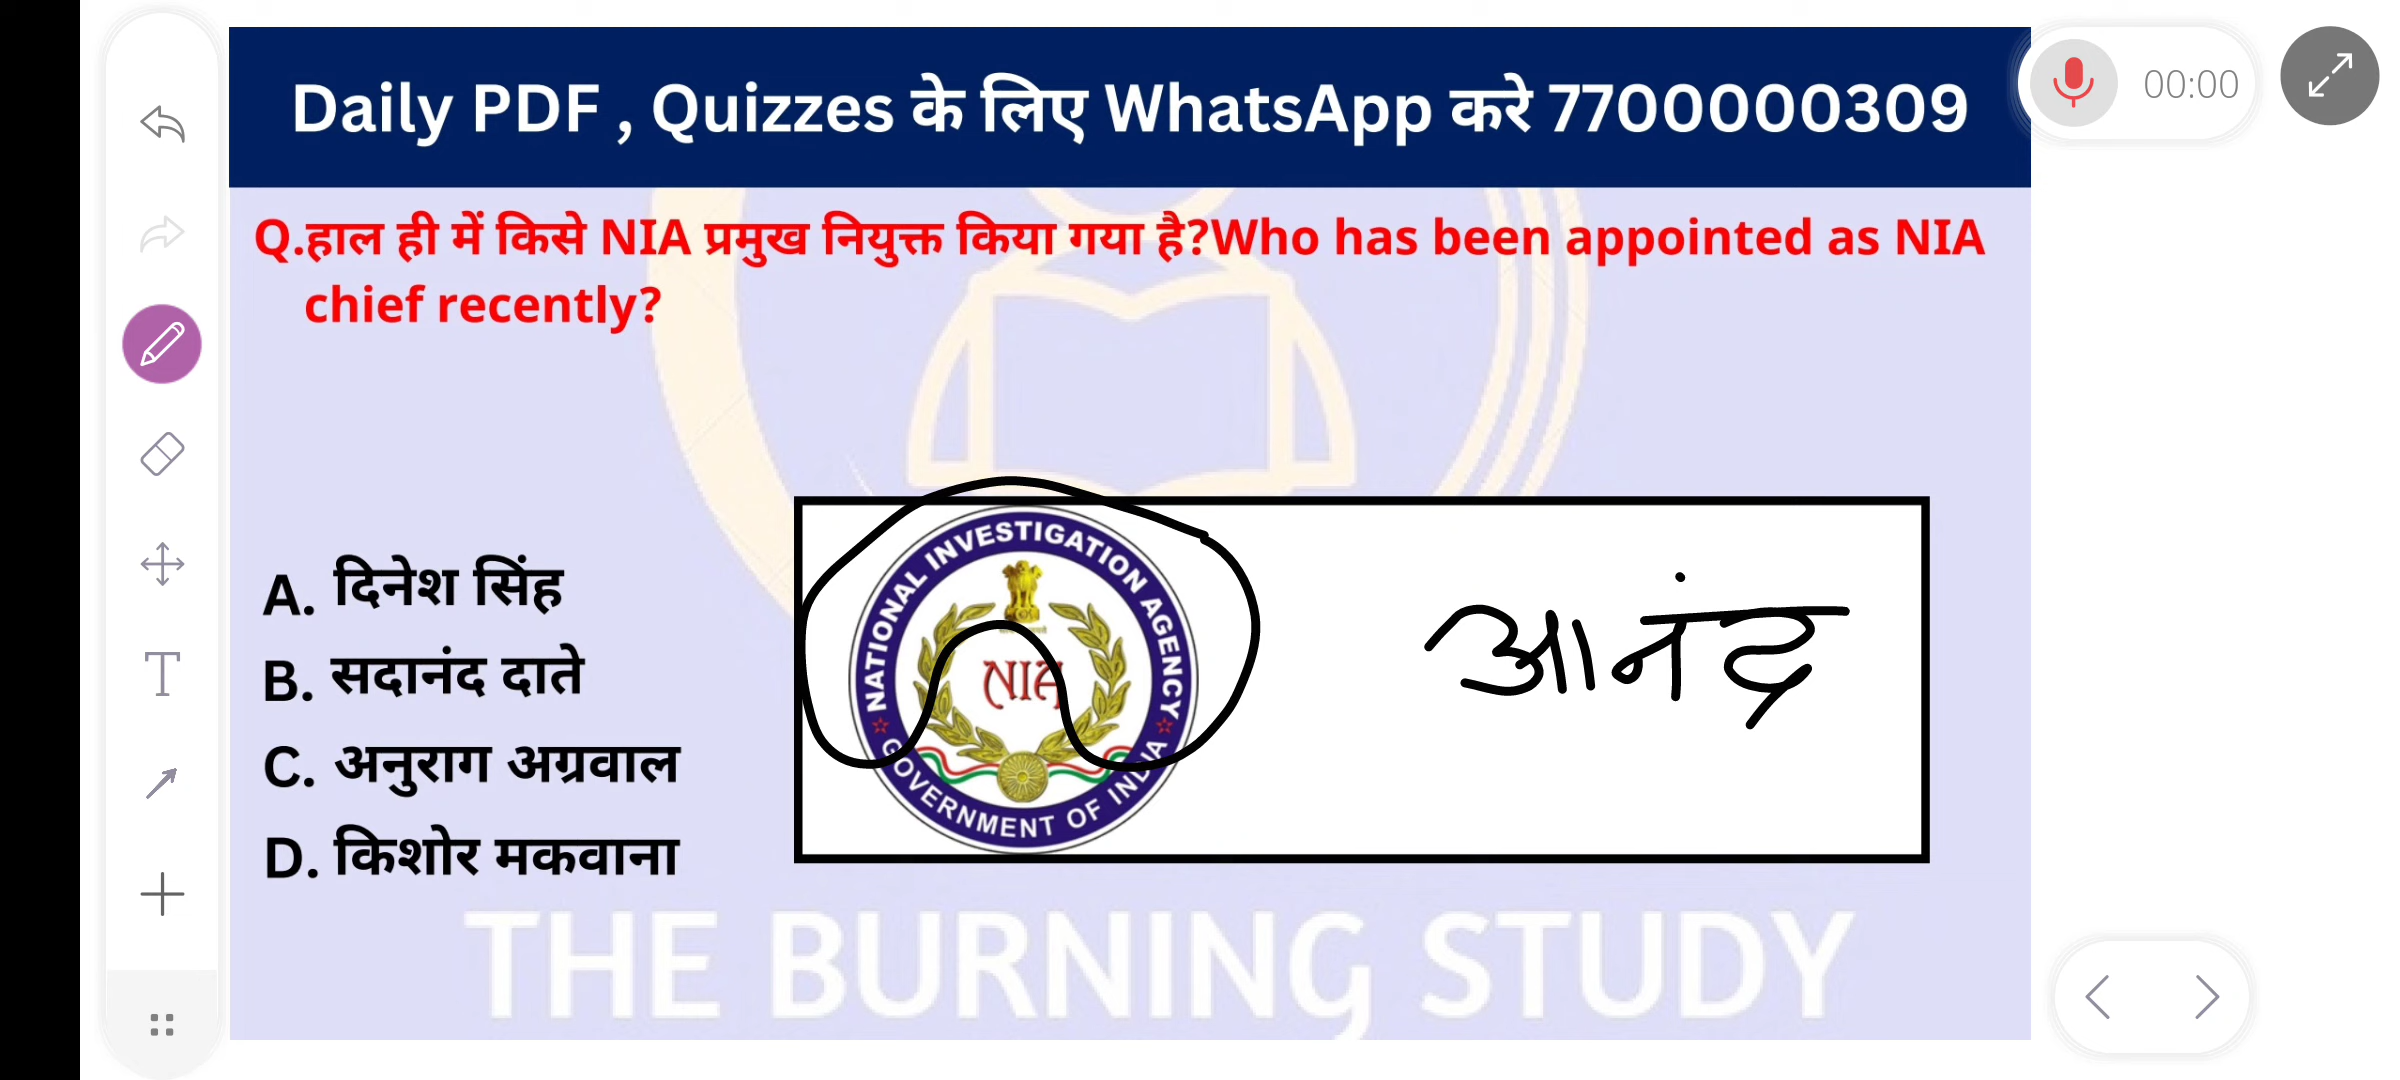 Daily PDF , Quizzes के लिए WhatsApp करे 7700000309
00:00
Q.हाल ही में किसे NIA प्रमुख नियुक्त किया गया है?Who has been appointed as NIA
chief recently?
A. दिनेश सिंह
B. सदानंद दाते
C. अनुराग अग्रवाल
D. किशोर मकवाना
NATIONAL INVESTIGATION AGENCY
NIA
GOVERNMENT OF INDIA
आनंद
THE BURNING STUDY
T